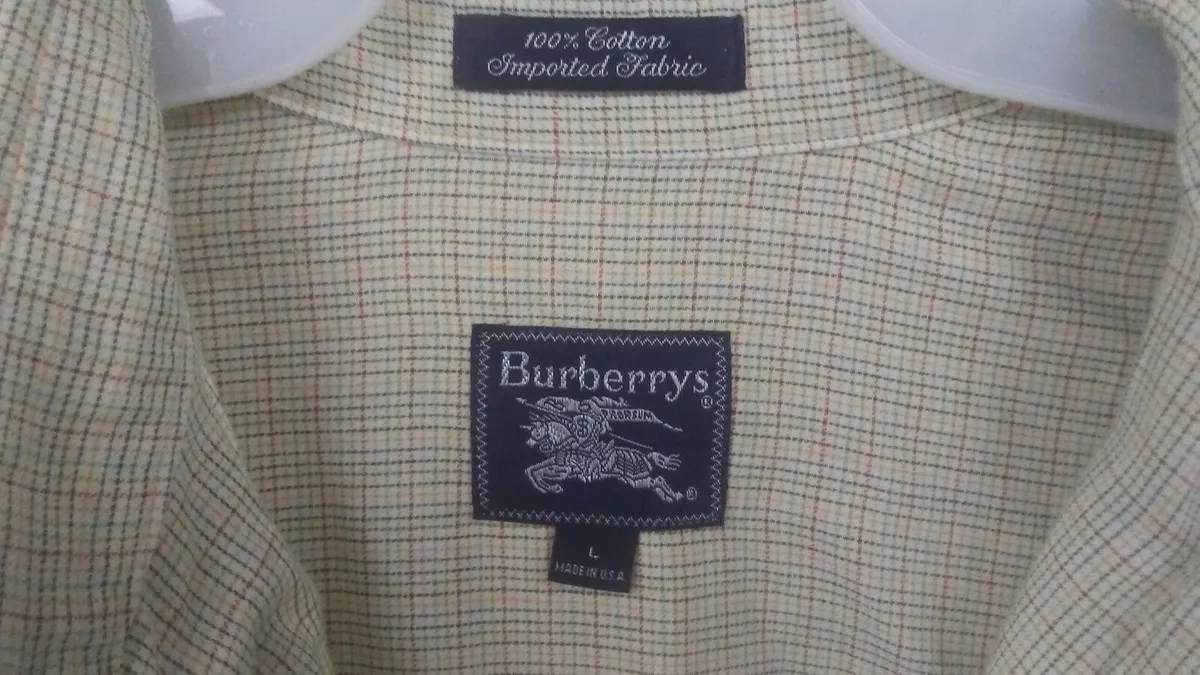 100% Cotton
Imported Fabric
Burberrys®
PRORSUM
®
L
MADE IN U.S.A.